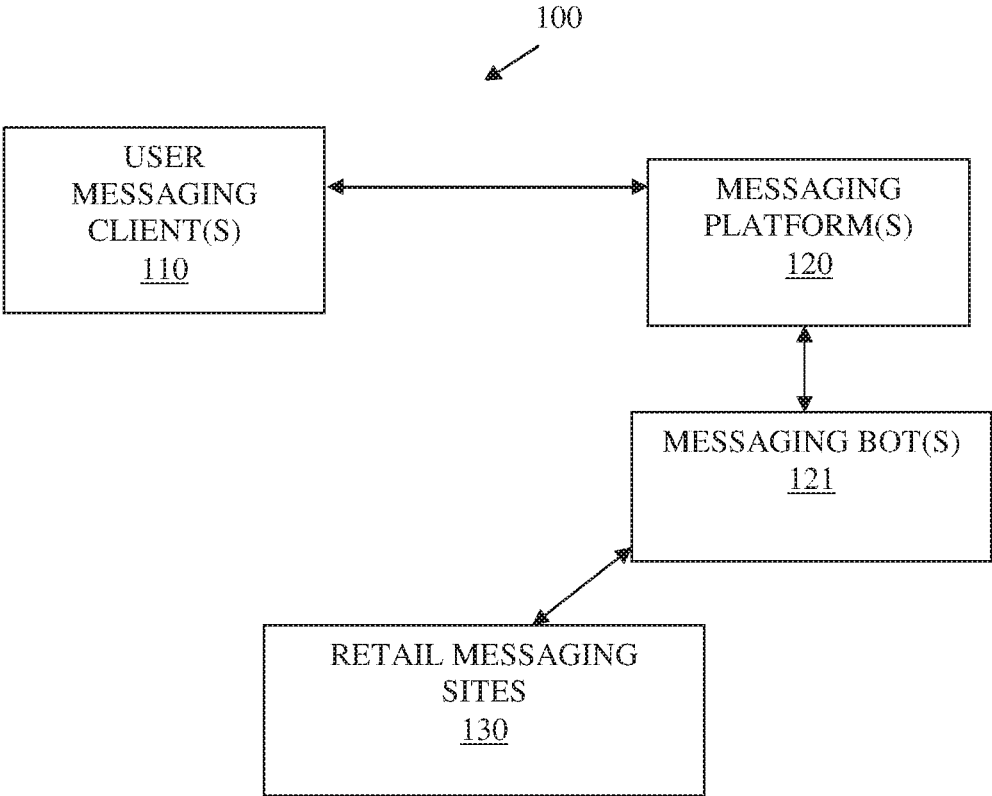 100
USER
MESSAGING
CLIENT(S)
110
MESSAGING
PLATFORM(S)
120
MESSAGING BOT(S)
121
RETAIL MESSAGING
SITES
130